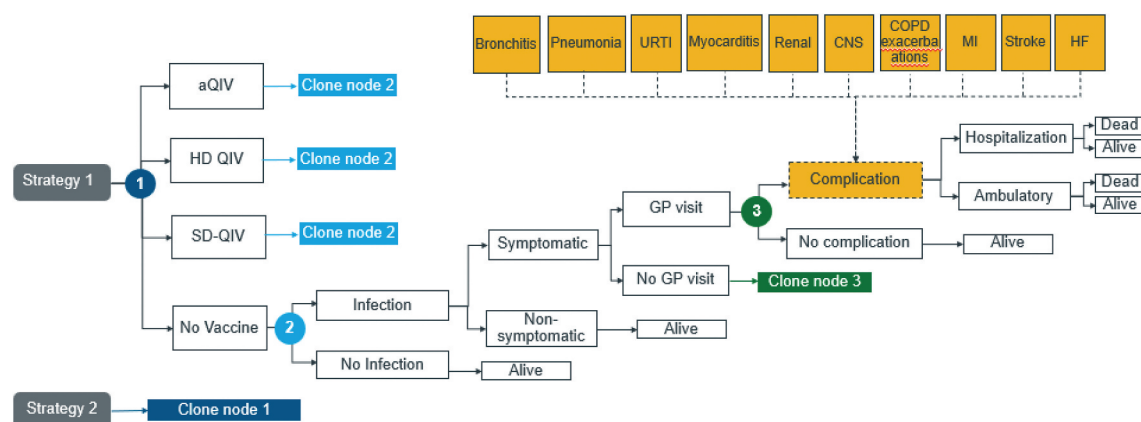 Bronchitis
Pneumonia
URTI
Myocarditis
Renal
CNS
COPD
exacerba
ations
MI
Stroke
HF
aQIV
Clone node 2
HD QIV
Clone node 2
Strategy 1
1
SD-QIV
Clone node 2
No Vaccine
2
Infection
No Infection
Alive
Symptomatic
Non-
symptomatic
Alive
GP visit
No GP visit
Clone node 3
3
Complication
No complication
Alive
Hospitalization
Dead
Alive
Ambulatory
Dead
Alive
Strategy 2
Clone node 1